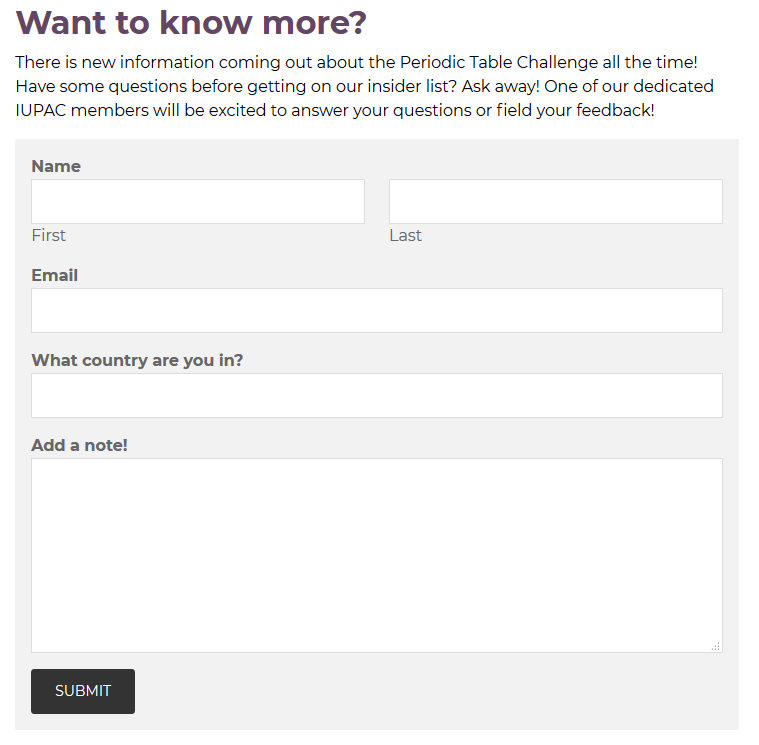 Want to know more?
There is new information coming out about the Periodic Table Challenge all the time!
Have some questions before getting on our insider list? Ask away! One of our dedicated
IUPAC members will be excited to answer your questions or field your feedback!
Name
First Last
Email
What country are you in?
Add a note!
SUBMIT